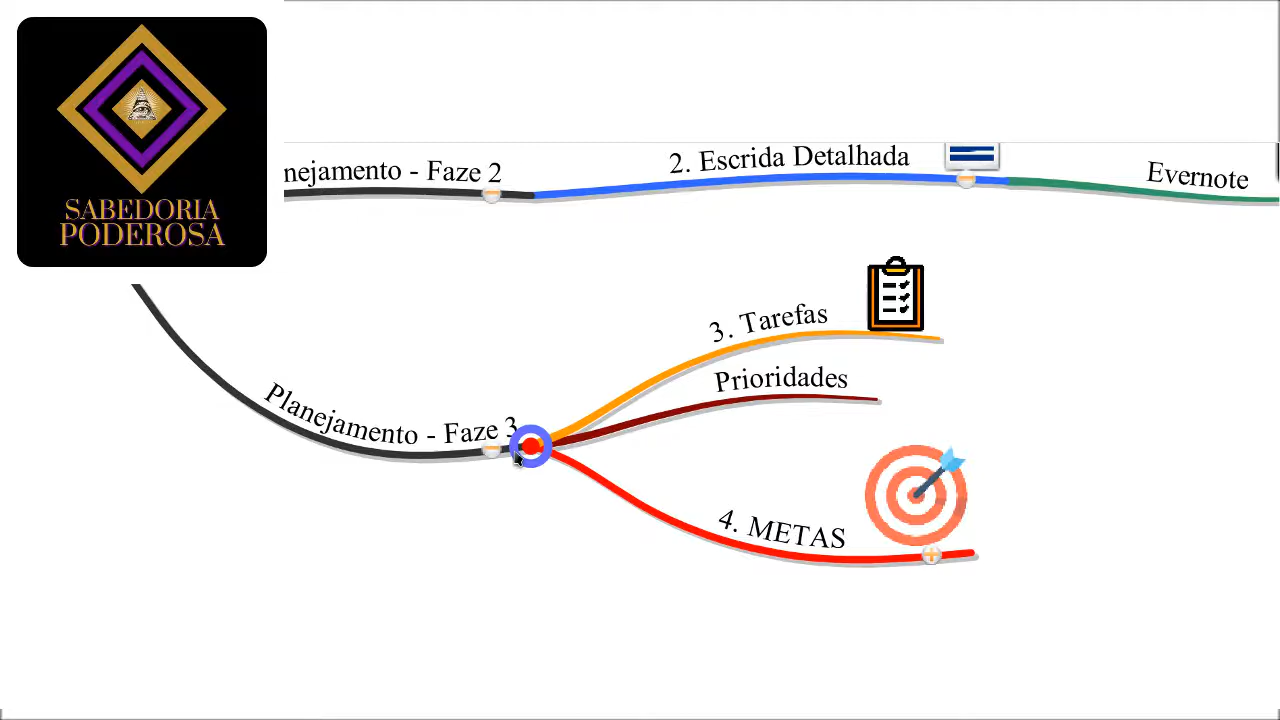 SABEDORIA
PODEROSA
nejamento - Faze 2
2. Escrida Detalhada
Evernote
3. Tarefas
Prioridades
Planejamento - Faze 3
4. METAS